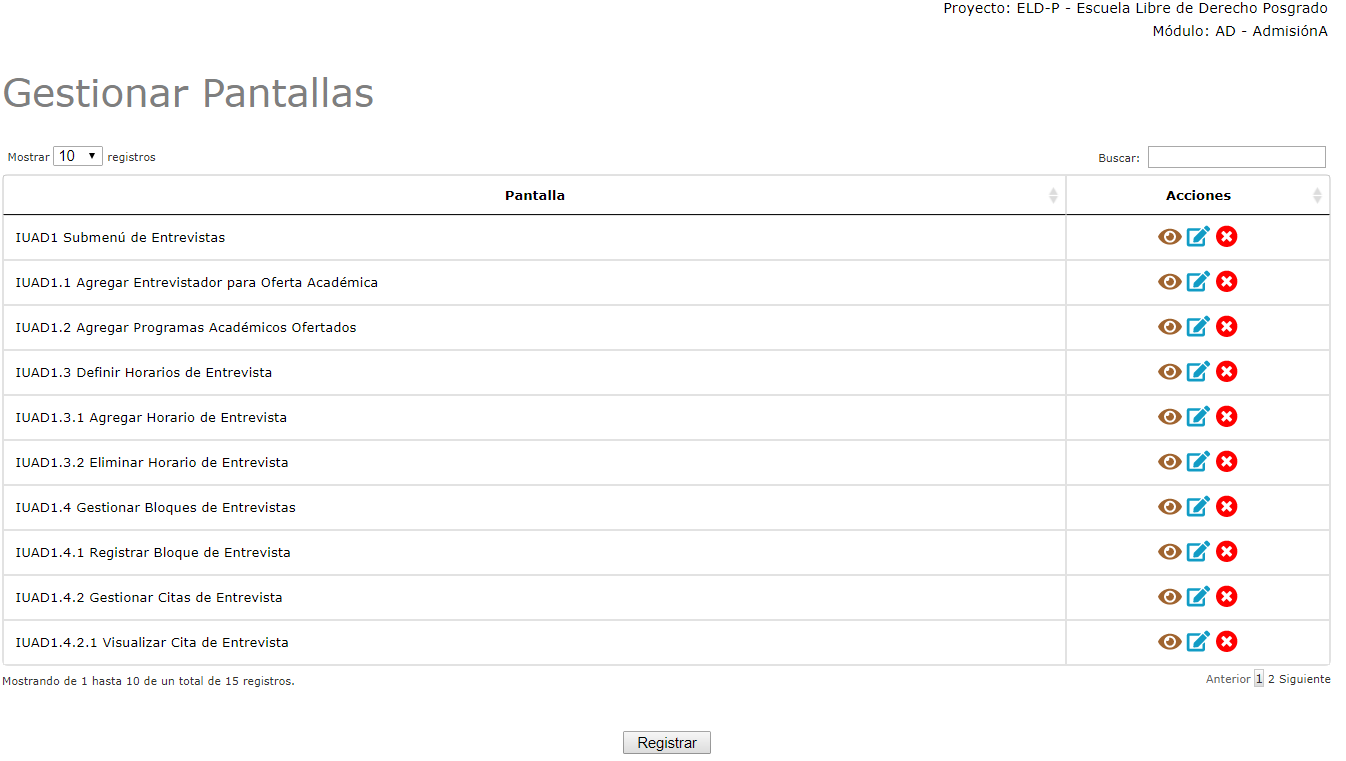 Proyecto: ELD-P - Escuela Libre de Derecho Posgrado
Módulo: AD - AdmisiónA
Gestionar Pantallas
Mostrar 10 registros Buscar:
Pantalla Acciones
IUAD1 Submenú de Entrevistas
IUAD1.1 Agregar Entrevistador para Oferta Académica
IUAD1.2 Agregar Programas Académicos Ofertados
IUAD1.3 Definir Horarios de Entrevista
IUAD1.3.1 Agregar Horario de Entrevista
IUAD1.3.2 Eliminar Horario de Entrevista
IUAD1.4 Gestionar Bloques de Entrevistas
IUAD1.4.1 Registrar Bloque de Entrevista
IUAD1.4.2 Gestionar Citas de Entrevista
IUAD1.4.2.1 Visualizar Cita de Entrevista
Mostrando de 1 hasta 10 de un total de 15 registros. Anterior 1 2 Siguiente
Registrar